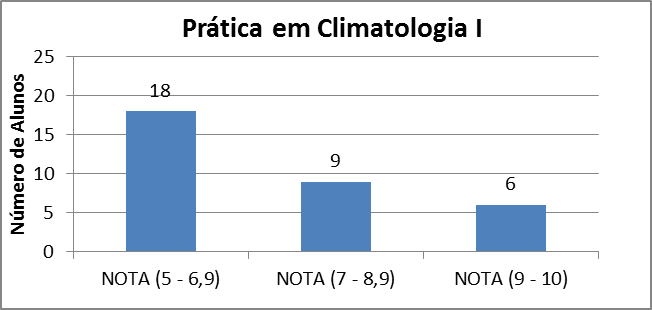 Prática em Climatologia I
Número de Alunos
25
20
15
10
5
0
18
9
6
NOTA (5 - 6,9)
NOTA (7 - 8,9)
NOTA (9 - 10)